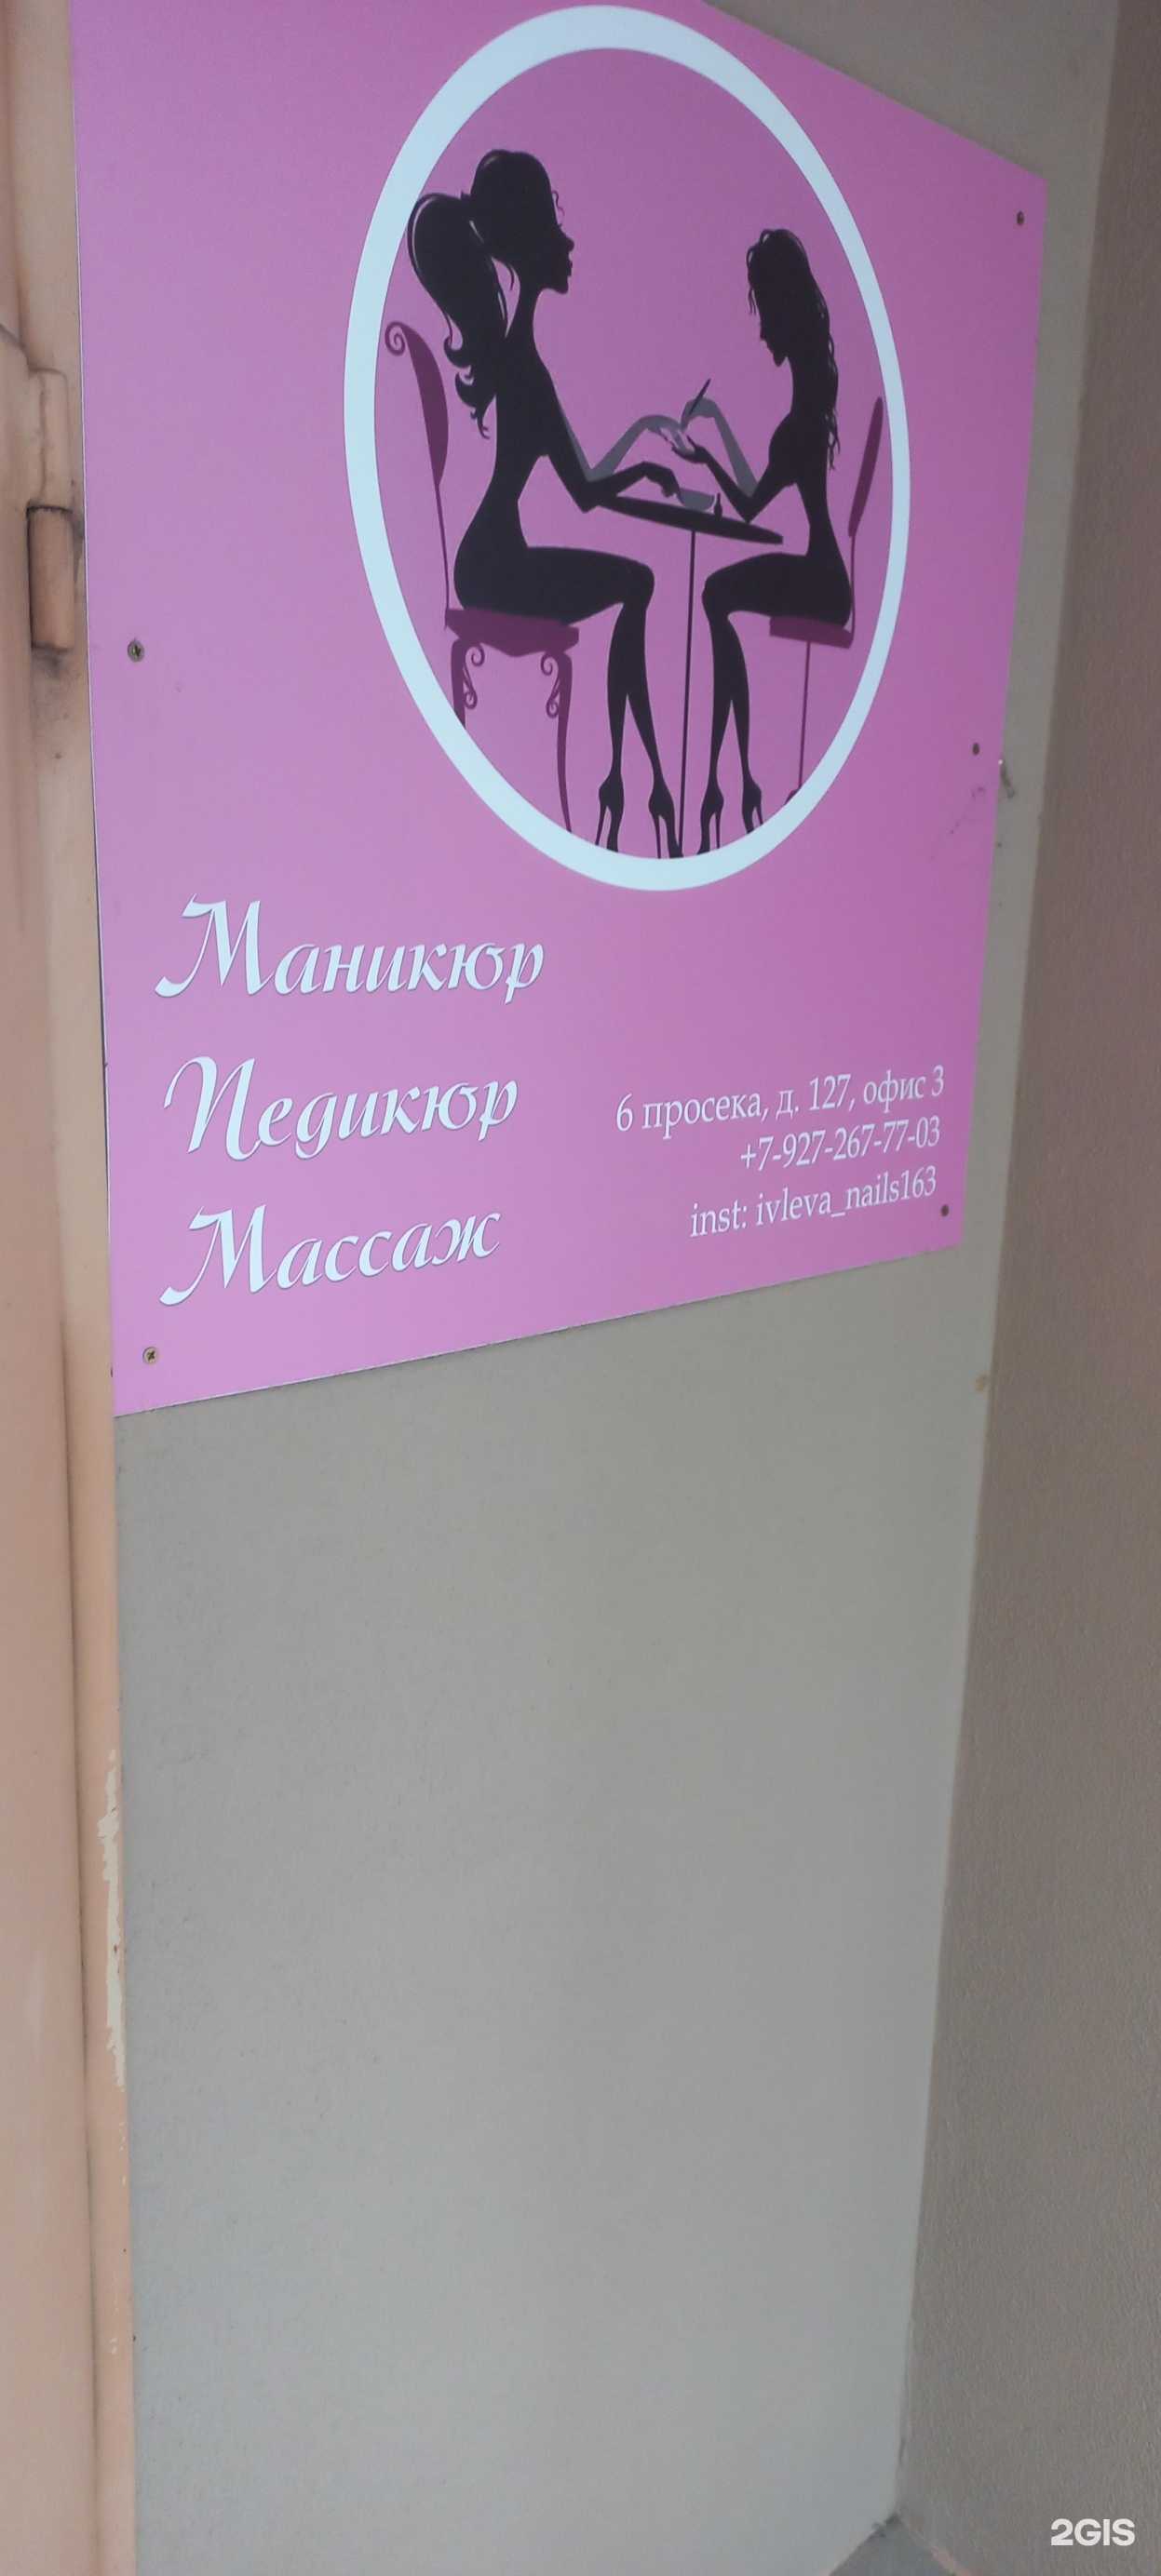 Маникюр
Педикюр
Массаж
6 просека, д. 127, офис 3
+7-927-267-77-03
inst: ivleva_nails163
2GIS